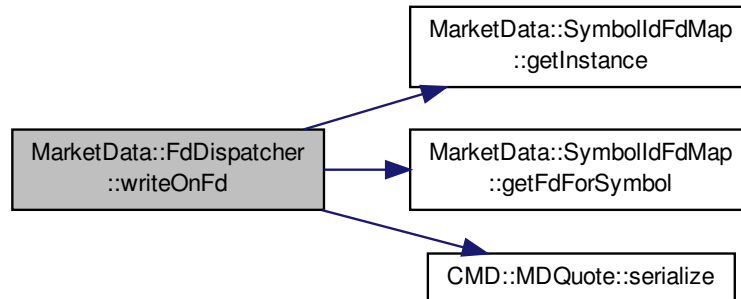 MarketData::SymbolIdFdMap
::getInstance
MarketData::FdDispatcher
::writeOnFd
MarketData::SymbolIdFdMap
::getFdForSymbol
CMD::MDQuote::serialize